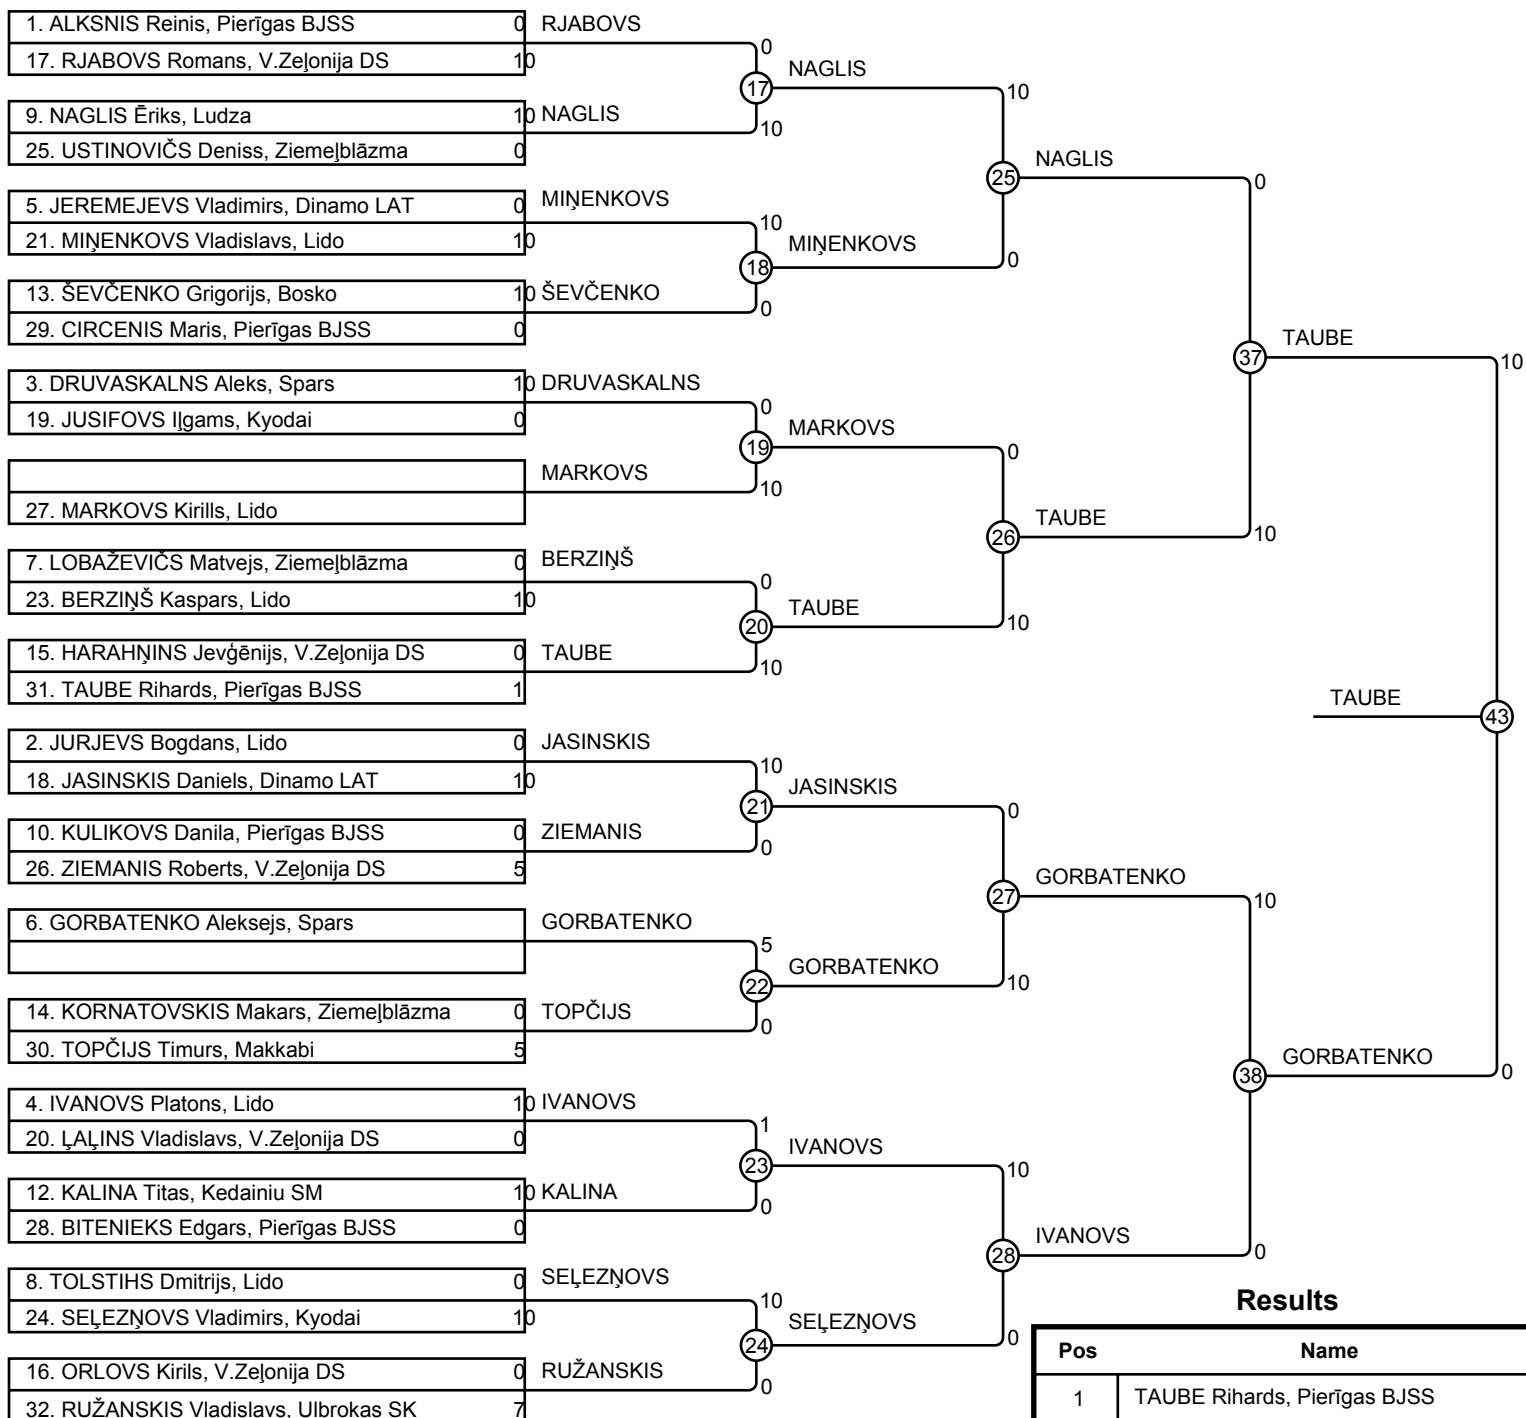 1. ALKSNIS Reinis, Pierīgas BJSS 0 RJABOVS
0
17. RJABOVS Romans, V.Zeļonija DS 10
NAGLIS
17
10
9. NAGLIS Ēriks, Ludza 10 NAGLIS
10
25. USTINOVIČS Deniss, Ziemeļblāzma 0
NAGLIS
25
0
5. JEREMEJEVS Vladimirs, Dinamo LAT 0 MIŅENKOVS
10
21. MIŅENKOVS Vladislavs, Lido 10
MIŅENKOVS
18
0
13. ŠEVČENKO Grigorijs, Bosko 10 ŠEVČENKO
0
29. CIRCENIS Maris, Pierīgas BJSS 0
TAUBE
37
10
3. DRUVASKALNS Aleks, Spars 10 DRUVASKALNS
0
19. JUSIFOVS Iļgams, Kyodai 0
MARKOVS
19
0
MARKOVS
10
27. MARKOVS Kirills, Lido
TAUBE
26
10
7. LOBAŽEVIČS Matvejs, Ziemeļblāzma 0 BERZIŅŠ
0
23. BERZIŅŠ Kaspars, Lido 10
TAUBE
20
10
15. HARAHŅINS Jevģēnijs, V.Zeļonija DS 0 TAUBE
10
31. TAUBE Rihards, Pierīgas BJSS 1
TAUBE
43
2. JURJEVS Bogdans, Lido 0 JASINSKIS
10
18. JASINSKIS Daniels, Dinamo LAT 10
JASINSKIS
21
0
10. KULIKOVS Danila, Pierīgas BJSS 0 ZIEMANIS
0
26. ZIEMANIS Roberts, V.Zeļonija DS 5
GORBATENKO
27
10
6. GORBATENKO Aleksejs, Spars GORBATENKO
5
GORBATENKO
22
10
14. KORNATOVSKIS Makars, Ziemeļblāzma 0 TOPČIJS
0
30. TOPČIJS Timurs, Makkabi 5
GORBATENKO
38
0
4. IVANOVS Platons, Lido 10 IVANOVS
1
20. ĻAĻINS Vladislavs, V.Zeļonija DS 0
IVANOVS
23
10
12. KALINA Titas, Kedainiu SM 10 KALINA
0
28. BITENIEKS Edgars, Pierīgas BJSS 0
IVANOVS
28
0
8. TOLSTIHS Dmitrijs, Lido 0 SEĻEZŅOVS
10
24. SEĻEZŅOVS Vladimirs, Kyodai 10
SEĻEZŅOVS
24
0
16. ORLOVS Kirils, V.Zeļonija DS 0 RUŽANSKIS
0
32. RUŽANSKIS Vladislavs, Ulbrokas SK 7
Results
Pos Name
1 TAUBE Rihards, Pierīgas BJSS